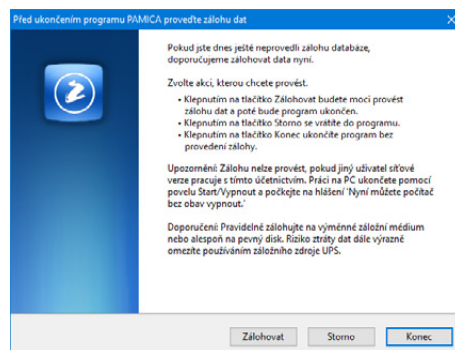 Před ukončením programu PAMICA proveďte zálohu dat
Pokud jste dnes ještě neprovedli zálohu databáze,
doporučujeme zálohovat data nyní.
Zvolte akci, kterou chcete provést.
• Klepnutím na tlačítko Zálohovat budete moci provést
zálohu dat a poté bude program ukončen.
• Klepnutím na tlačítko Storno se vrátíte do programu.
• Klepnutím na tlačítko Konec ukončíte program bez
provedení zálohy.
Upozornění: Zálohu nelze provést, pokud jiný uživatel síťové
verze pracuje s tímto účetnictvím. Práci na PC ukončete pomocí
povelu Start/Vypnout a počkejte na hlášení 'Nyní můžete počítač
bez obav vypnout.'
Doporučení: Pravidelně zálohujte na výměnné záložní médium
nebo alespoň na pevný disk. Riziko ztráty dat dále výrazně
omezíte používáním záložního zdroje UPS.
Zálohovat Storno Konec